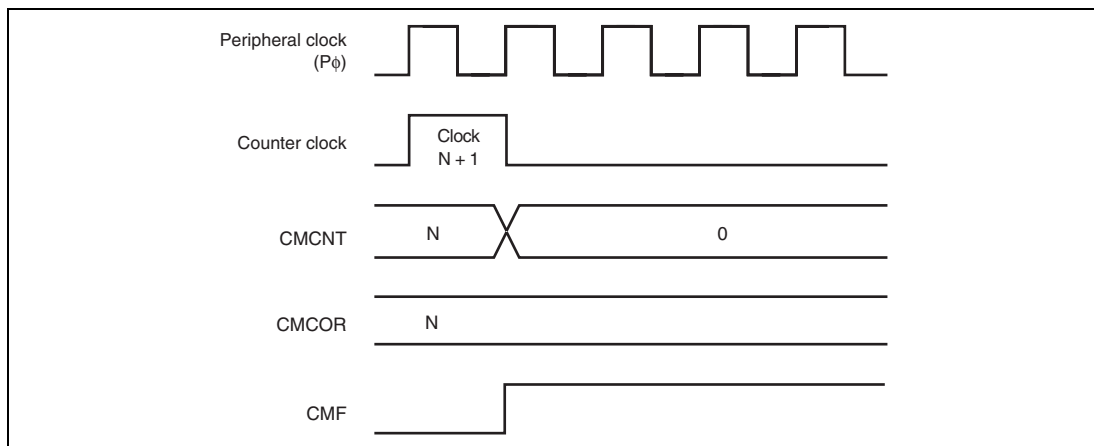 Peripheral clock
(Pϕ)
Counter clock
Clock
N + 1
CMCNT
N
0
CMCOR
N
CMF